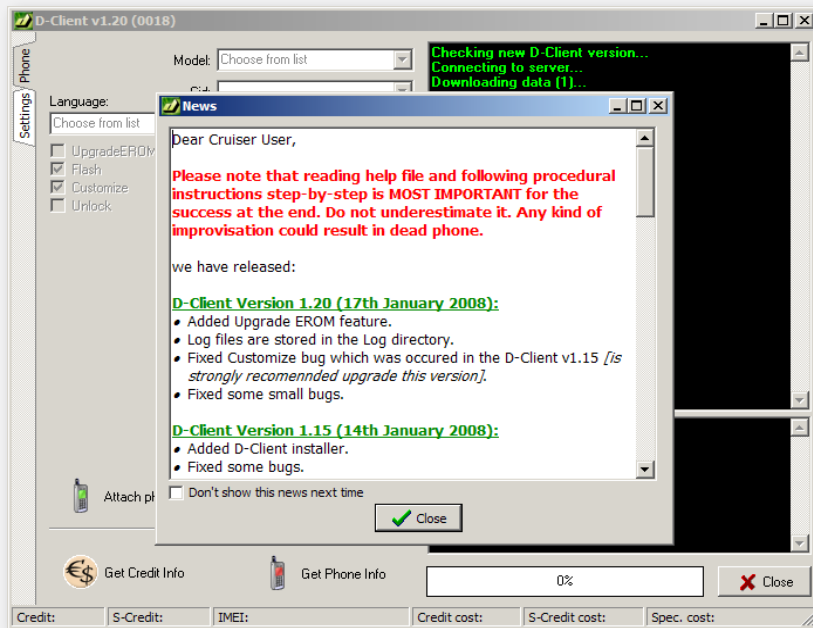 D-Client v1.20 (0018)
Phone
Settings
Model:
Choose from list
Language:
Choose from list
UpgradeEROM
Flash
Customize
Unlock
Checking new D-Client version...
Connecting to server...
Downloading data (1)...
News
Dear Cruiser User,
Please note that reading help file and following procedural
instructions step-by-step is MOST IMPORTANT for the
success at the end. Do not underestimate it. Any kind of
improvisation could result in dead phone.
we have released:
D-Client Version 1.20 (17th January 2008):
• Added Upgrade EROM feature.
• Log files are stored in the Log directory.
• Fixed Customize bug which was occured in the D-Client v1.15 [is
strongly recomennded upgrade this version].
• Fixed some small bugs.
D-Client Version 1.15 (14th January 2008):
• Added D-Client installer.
• Fixed some bugs.
Don't show this news next time
Close
Attach
Get Credit Info
Get Phone Info
0%
Close
Credit:
S-Credit:
IMEI:
Credit cost:
S-Credit cost:
Spec. cost: